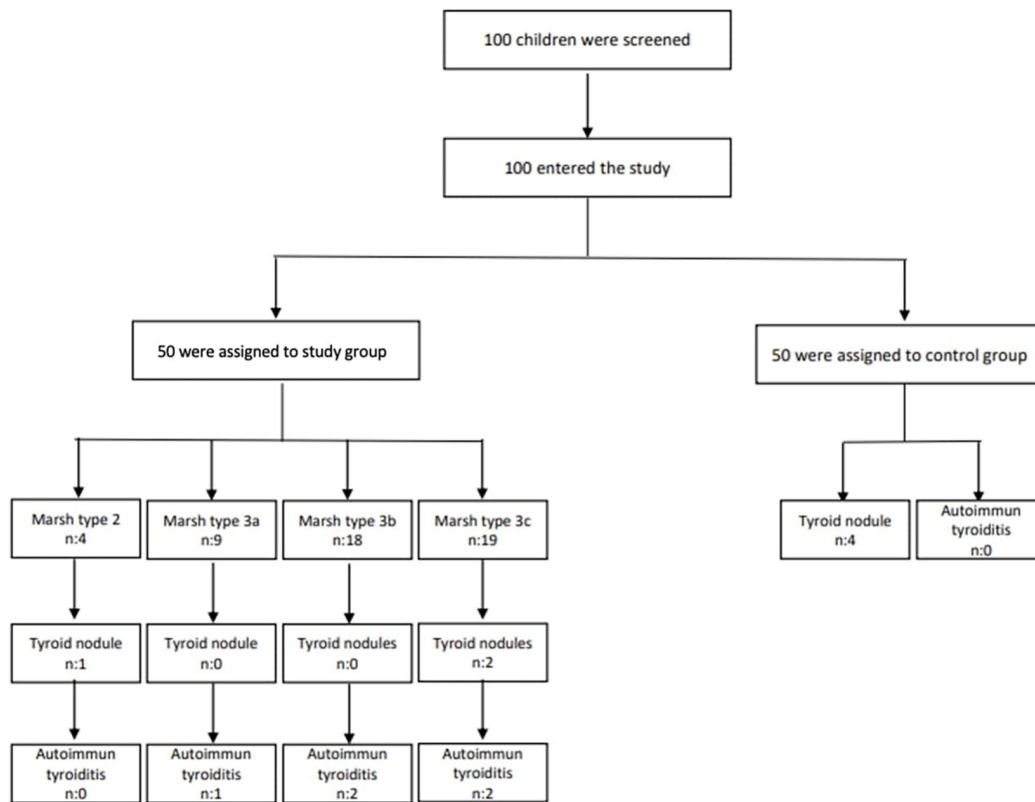 100 children were screened
100 entered the study
50 were assigned to study group
50 were assigned to control group
Marsh type 2
n:4
Marsh type 3a
n:9
Marsh type 3b
n:18
Marsh type 3c
n:19
Tyroid nodule
n:4
Autoimmun
tyroiditis
n:0
Tyroid nodule
n:1
Tyroid nodule
n:0
Tyroid nodules
n:0
Tyroid nodules
n:2
Autoimmun
tyroiditis
n:0
Autoimmun
tyroiditis
n:1
Autoimmun
tyroiditis
n:2
Autoimmun
tyroiditis
n:2